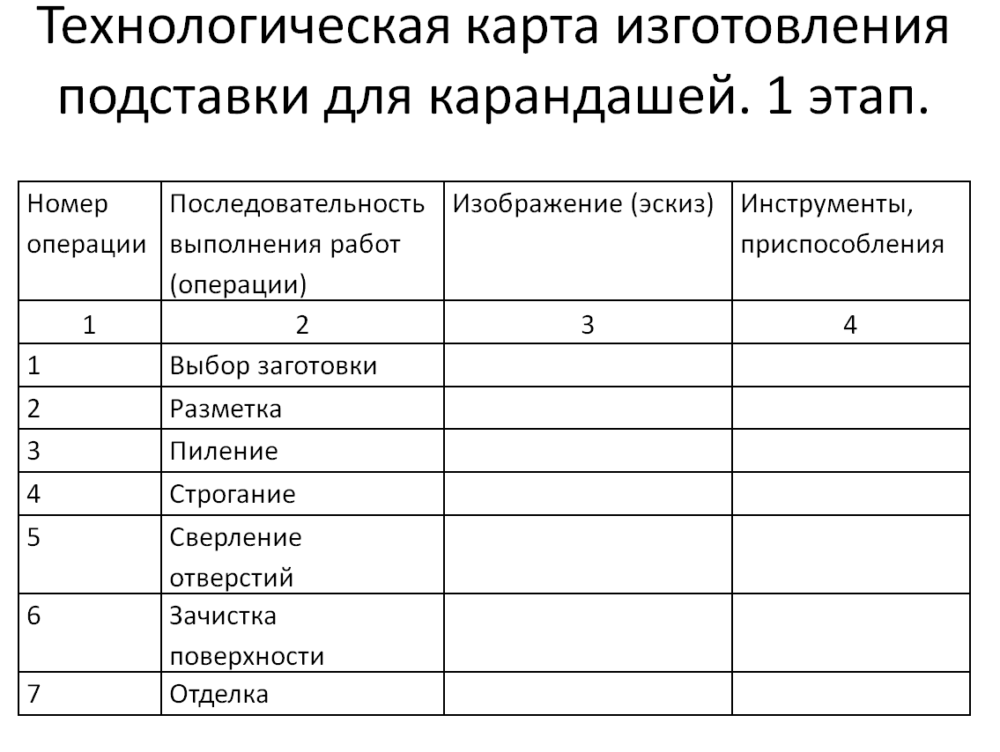 Технологическая карта изготовления
подставки для карандашей. 1 этап.
Номер операции
Последовательность выполнения работ (операции)
Изображение (эскиз)
Инструменты, приспособления
1 2 3 4
1 Выбор заготовки
2 Разметка
3 Пиление
4 Строгание
5 Сверление
отверстий
6 Зачистка
поверхности
7 Отделка